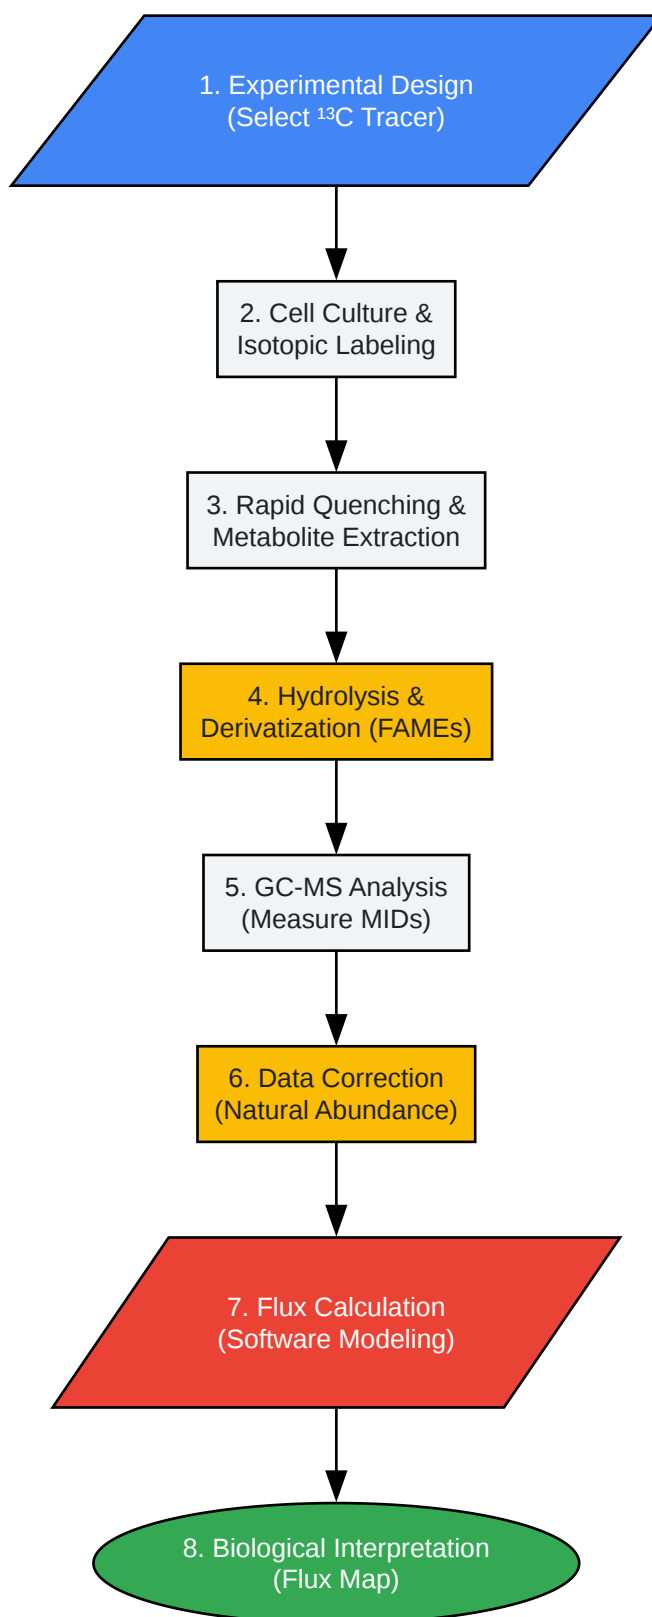 1. Experimental Design
(Select ¹³C Tracer)
2. Cell Culture &
Isotopic Labeling
3. Rapid Quenching &
Metabolite Extraction
4. Hydrolysis &
Derivatization (FAMEs)
5. GC-MS Analysis
(Measure MIDs)
6. Data Correction
(Natural Abundance)
7. Flux Calculation
(Software Modeling)
8. Biological Interpretation
(Flux Map)